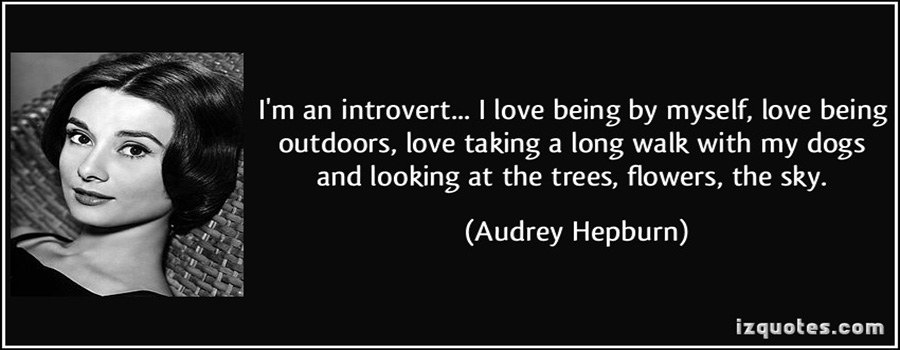 I'm an introvert... I love being by myself, love being
outdoors, love taking a long walk with my dogs
and looking at the trees, flowers, the sky.
(Audrey Hepburn)
izquotes.com